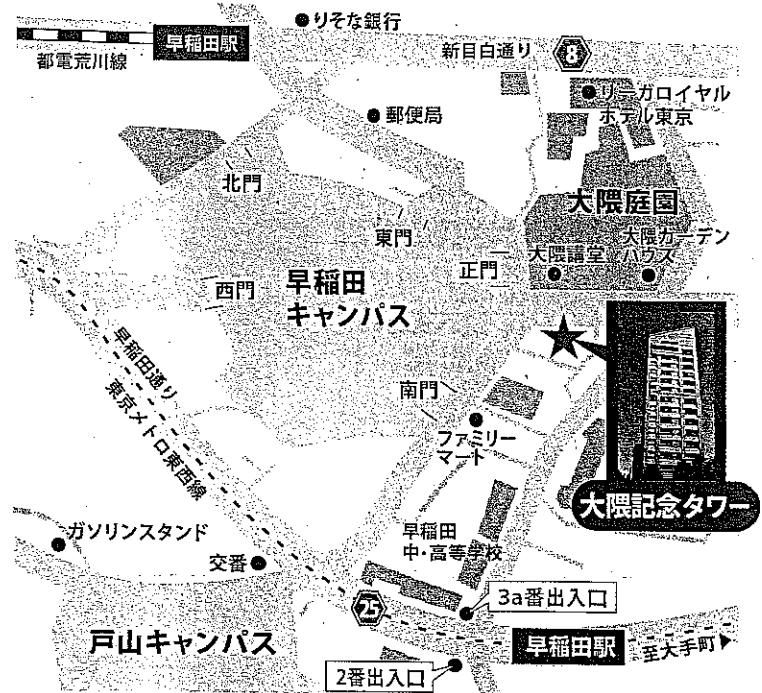 りそな銀行
早稲田駅
都電荒川線
新目白通り
8
リーガロイヤル
ホテル東京
郵便局
北門
大隈庭園
東門
正門
大隈講堂
大隈ガーデン
ハウス
西門
早稲田
キャンパス
早稲田通り
東京メトロ東西線
南門
ファミリー
マート
大隈記念タワー
ガソリンスタンド
交番
早稲田
中・高等学校
25
3a番出入口
戸山キャンパス
早稲田駅
至大手町
2番出入口